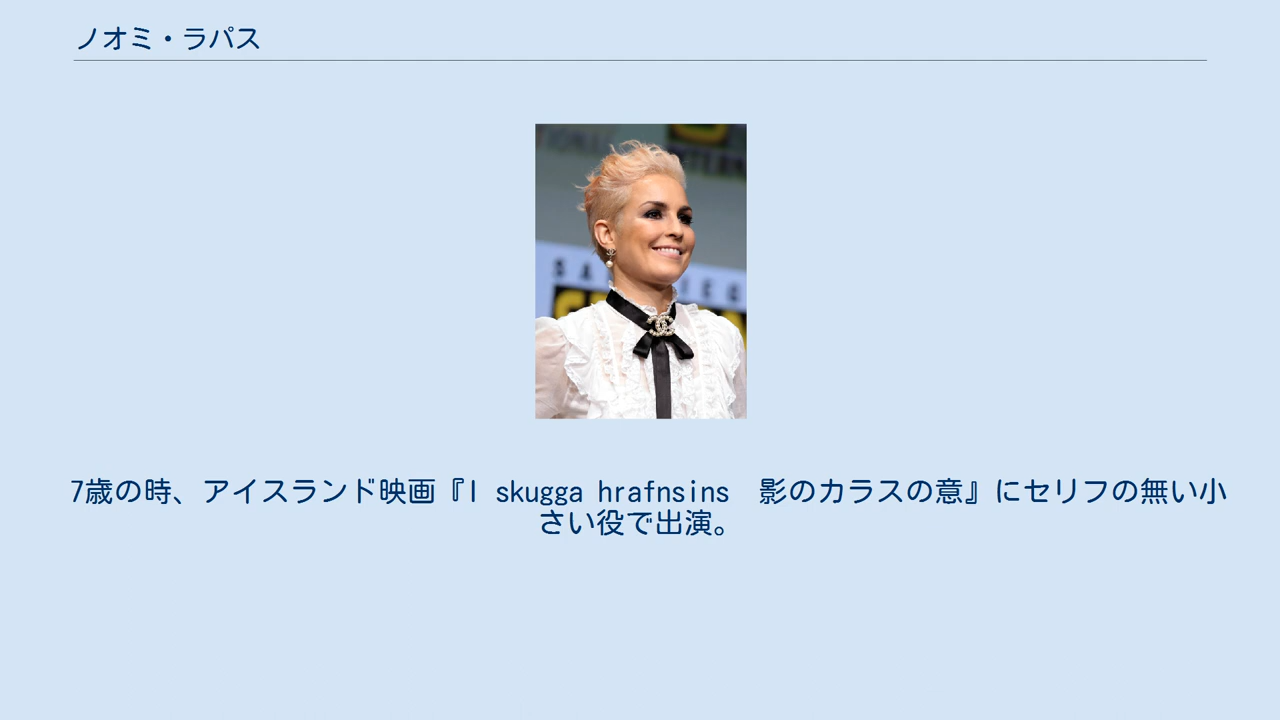 ノオミ・ラパス
7歳の時、アイスランド映画『I skugga hrafnsins　影のカラスの意』にセリフの無い小
さい役で出演。